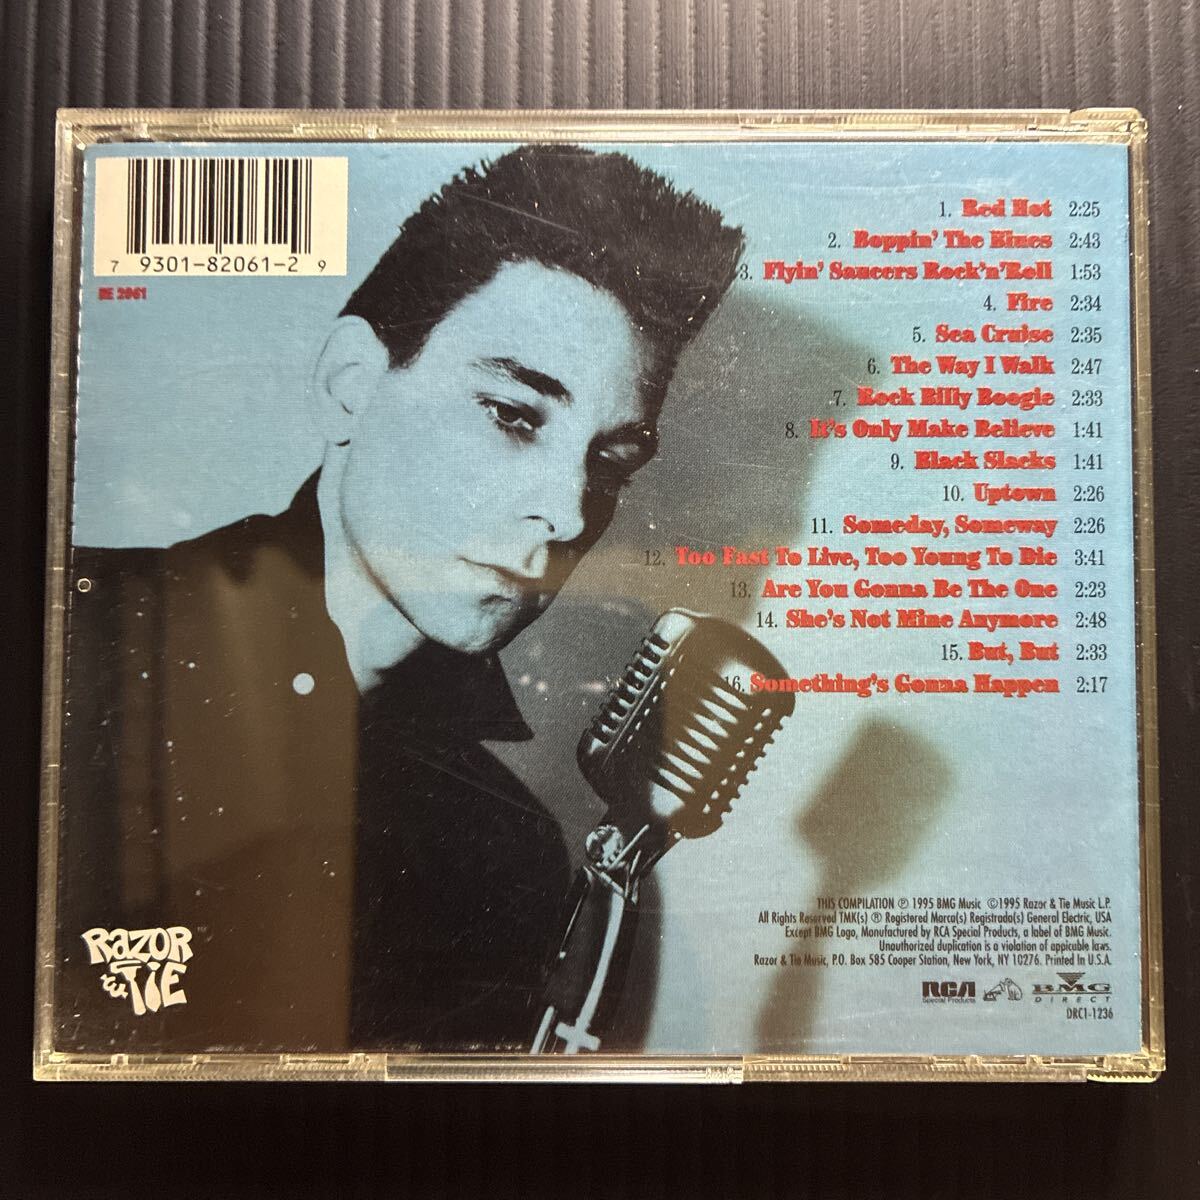 7 9301-82061-2 9
RE 2061
1. Red Hot 2:25
2. Boppin' The Blues 2:43
3. Flyin' Saucers Rock'n'Roll 1:53
4. Fire 2:34
5. Sea Cruise 2:35
6. The Way I Walk 2:47
7. Rock Billy Boogie 2:33
8. It's Only Make Believe 1:41
9. Black Slacks 1:41
10. Uptown 2:26
11. Someday, Someway 2:26
12. Too Fast To Live, Too Young To Die 3:41
13. Are You Gonna Be The One 2:23
14. She's Not Mine Anymore 2:48
15. But, But 2:33
16. Something's Gonna Happen 2:17
THIS COMPILATION ℗ 1995 BMG Music ©1995 Razor & Tie Music L.P.
All Rights Reserved TMK(s) ® Registered Marca(s) Registrada(s) General Electric, USA
Except BMG Logo, Manufactured by RCA Special Products, a label of BMG Music.
Unauthorized duplication is a violation of appicable laws.
Razor & Tie Music, P.O. Box 585 Cooper Station, New York, NY 10276. Printed in U.S.A.
RAZOR
& TIE
RCA
Special Products
BMG
DIRECT
DRC1-1236